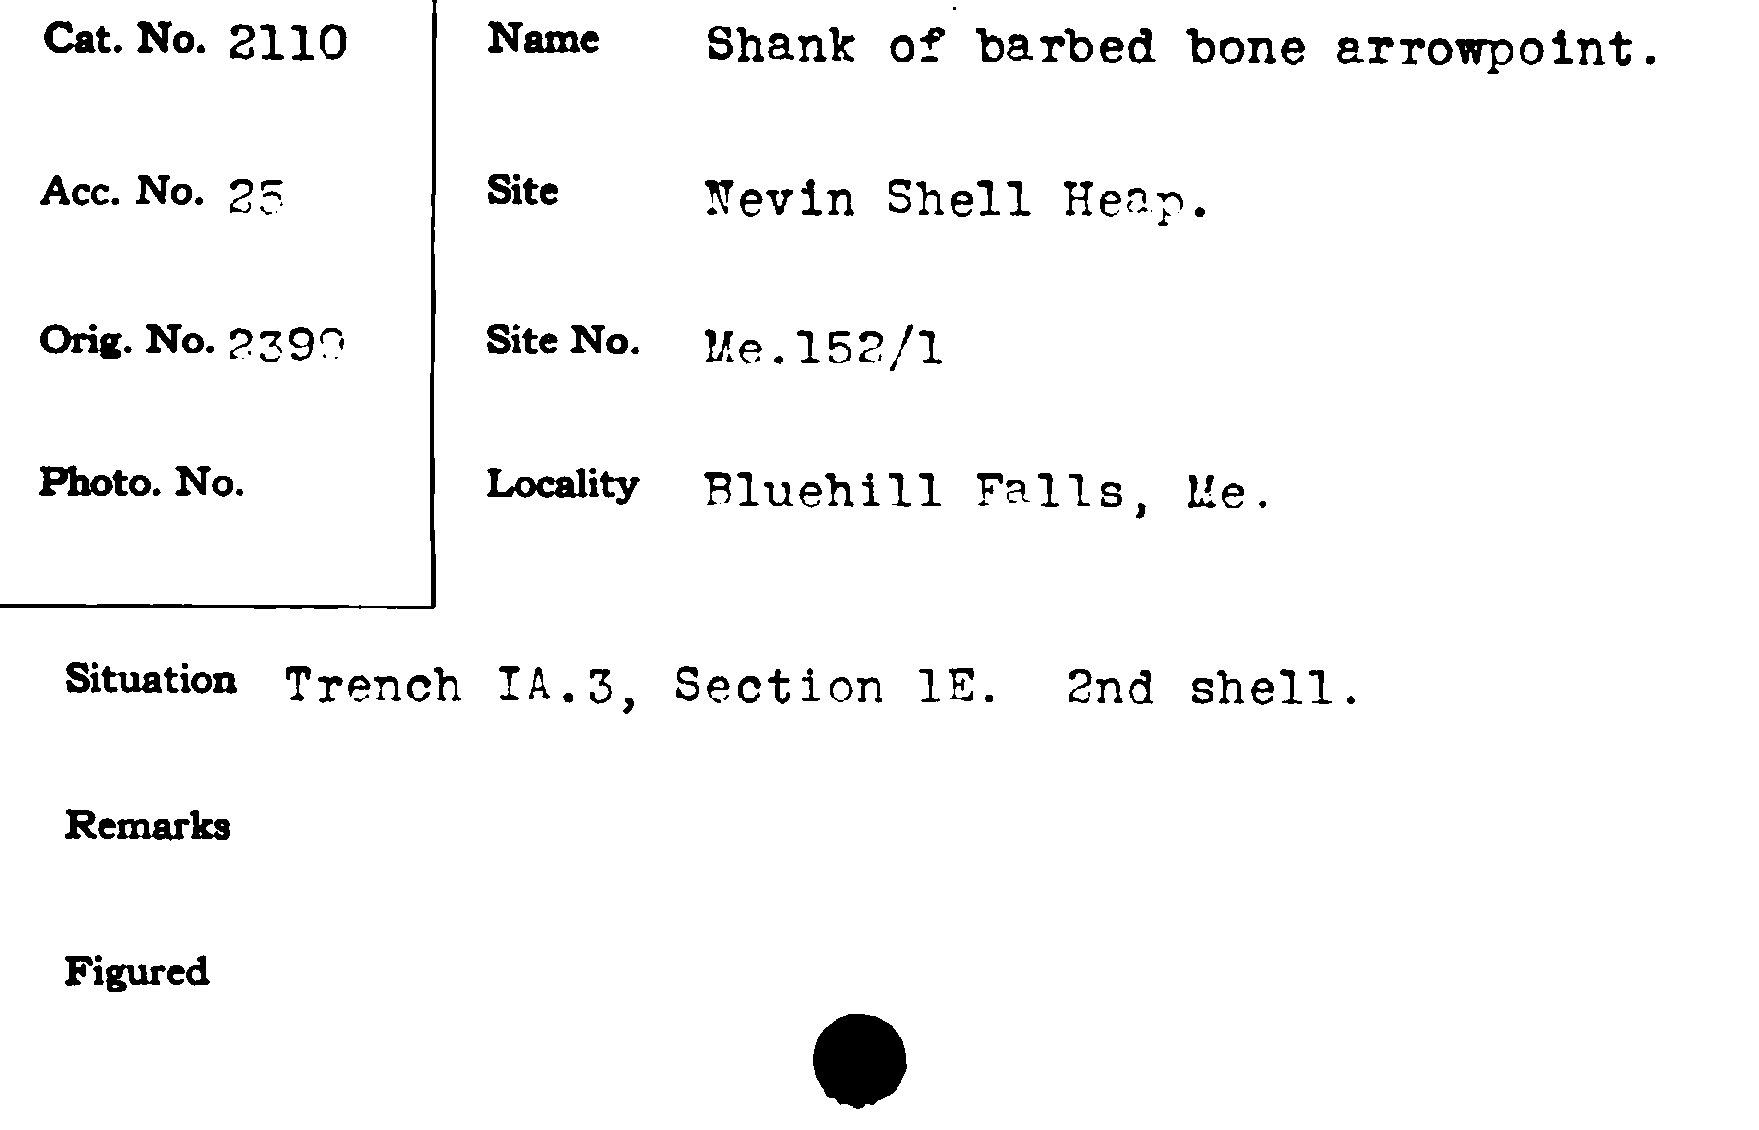 Cat. No. 2110
Name Shank of barbed bone arrowpoint.
Acc. No. 25
Site Nevin Shell Heap.
Orig. No.
Site No. Me.152/1
Photo. No.
Locality Bluehill Falls, Me.
Situation Trench IA.3, Section 1E. 2nd shell.
Remarks
Figured